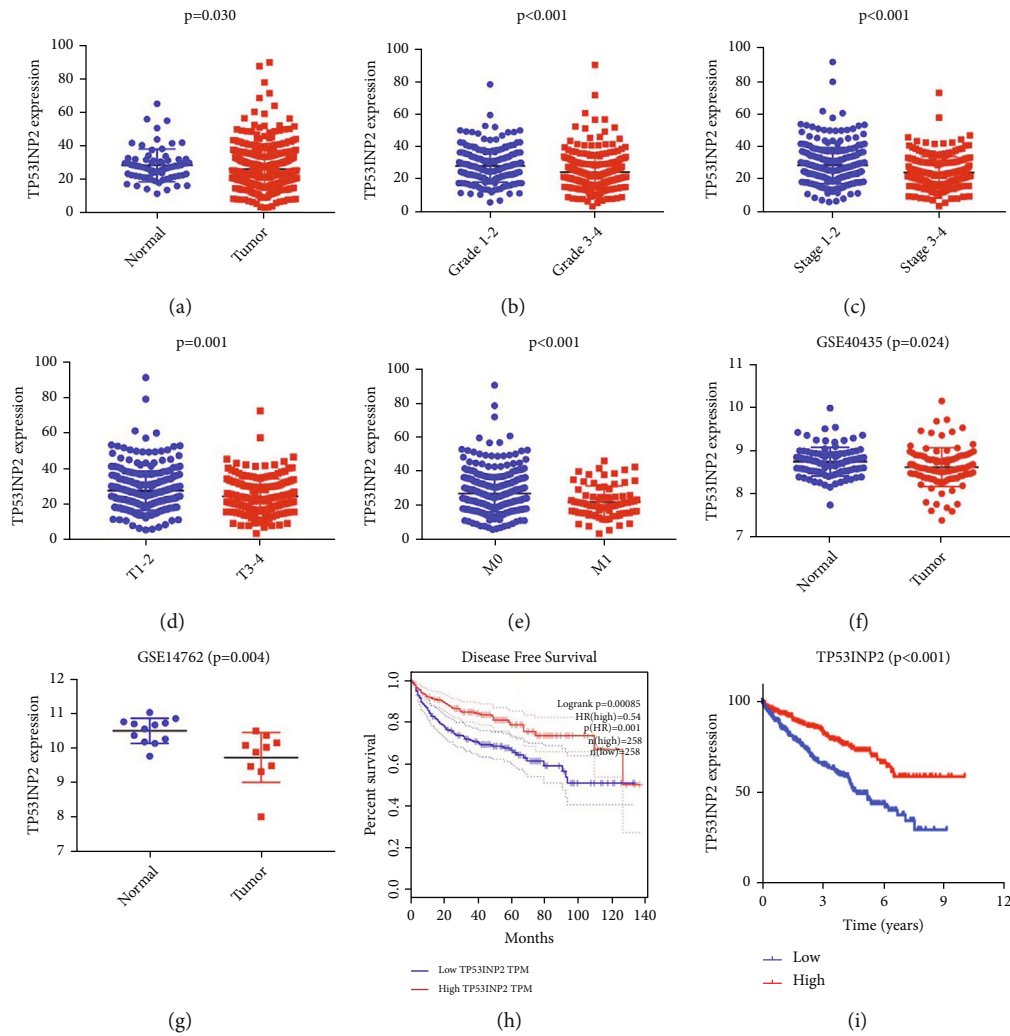 p=0.030
TP53INP2 expression
100
80
60
40
20
0
Normal
Tumor
(a)
p<0.001
TP53INP2 expression
100
80
60
40
20
0
Grade 1-2
Grade 3-4
(b)
p<0.001
TP53INP2 expression
100
80
60
40
20
0
Stage 1-2
Stage 3-4
(c)
p=0.001
TP53INP2 expression
100
80
60
40
20
0
T1-2
T3-4
(d)
p<0.001
TP53INP2 expression
100
80
60
40
20
0
M0
M1
(e)
GSE40435 (p=0.024)
TP53INP2 expression
11
10
9
8
7
Normal
Tumor
(f)
GSE14762 (p=0.004)
TP53INP2 expression
12
11
10
9
8
7
Normal
Tumor
(g)
Disease Free Survival
Percent survival
1.0
0.8
0.6
0.4
0.2
0.0
Logrank p=0.00085
HR(high)=0.54
p(HR)=0.001
n(high)=258
n(low)=258
0 20 40 60 80 100 120 140
Months
Low TP53INP2 TPM
High TP53INP2 TPM
(h)
TP53INP2 (p<0.001)
TP53INP2 expression
100
50
0
0 3 6 9 12
Time (years)
Low
High
(i)